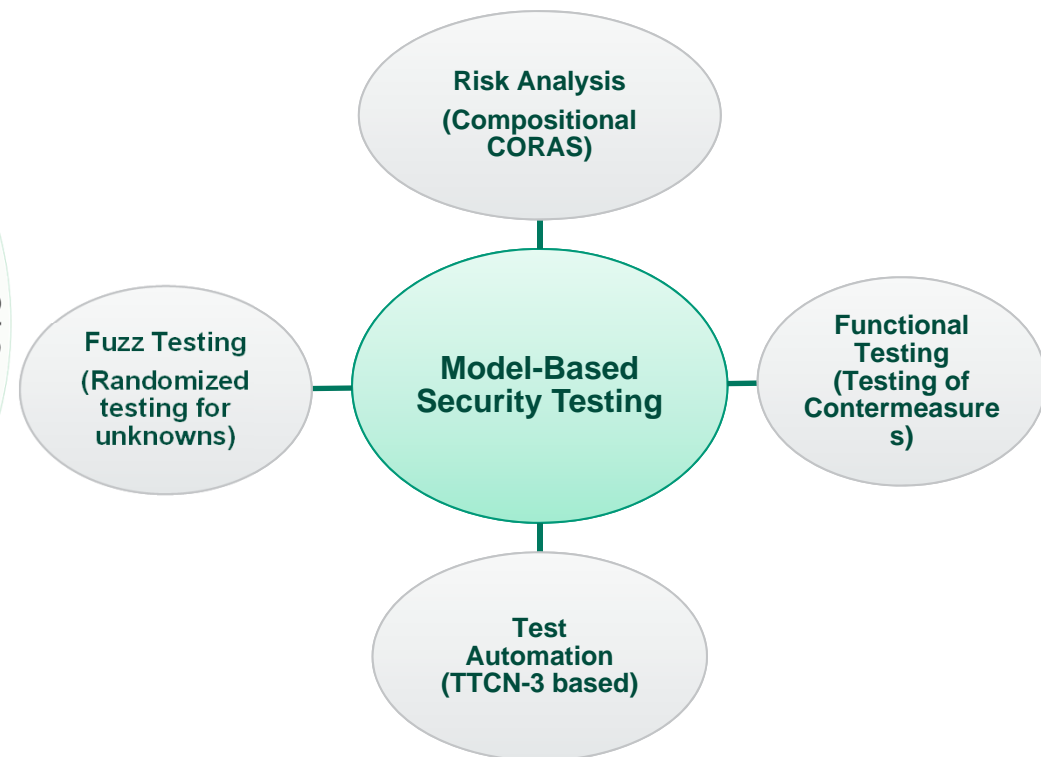 Risk Analysis
(Compositional
CORAS)
Fuzz Testing
(Randomized
testing for
unknowns)
Model-Based
Security Testing
Functional
Testing
(Testing of
Contermeasure
s)
Test
Automation
(TTCN-3 based)